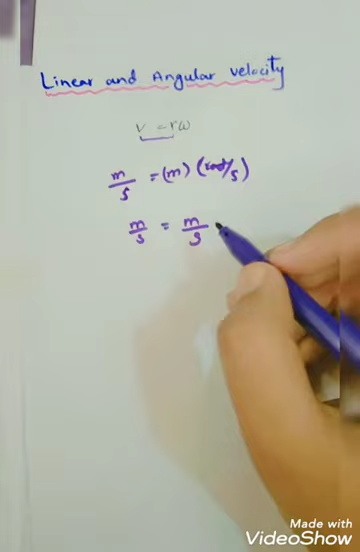 Linear and Angular velocity
v = rω
m/s = (m) (rad/s)
m/s = m/s
Made with
VideoShow